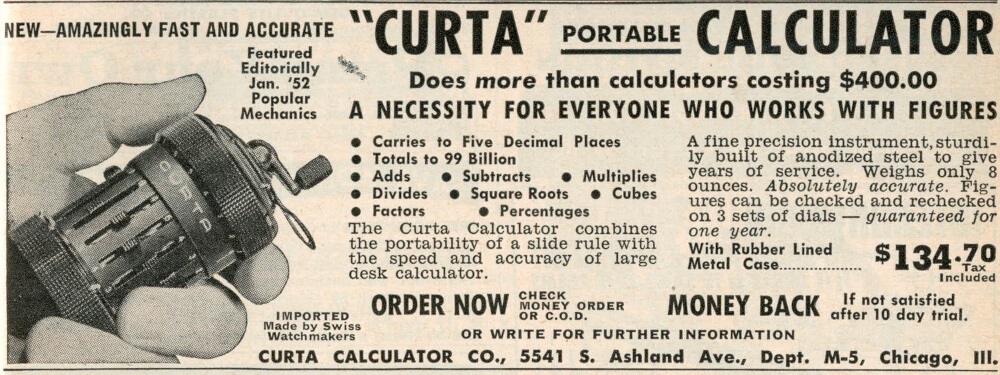 NEW—AMAZINGLY FAST AND ACCURATE
"CURTA" PORTABLE CALCULATOR
Featured
Editorially
Jan. '52
Popular
Mechanics
Does more than calculators costing $400.00
A NECESSITY FOR EVERYONE WHO WORKS WITH FIGURES
CURTA
● Carries to Five Decimal Places
● Totals to 99 Billion
● Adds ● Subtracts ● Multiplies
● Divides ● Square Roots ● Cubes
● Factors ● Percentages
The Curta Calculator combines
the portability of a slide rule with
the speed and accuracy of large
desk calculator.
A fine precision instrument, sturdi-
ly built of anodized steel to give
years of service. Weighs only 8
ounces. Absolutely accurate. Fig-
ures can be checked and rechecked
on 3 sets of dials — guaranteed for
one year.
With Rubber Lined
Metal Case.................. $134.70
Tax
Included
IMPORTED
Made by Swiss
Watchmakers
ORDER NOW CHECK
MONEY ORDER
OR C.O.D.
MONEY BACK If not satisfied
after 10 day trial.
OR WRITE FOR FURTHER INFORMATION
CURTA CALCULATOR CO., 5541 S. Ashland Ave., Dept. M-5, Chicago, Ill.